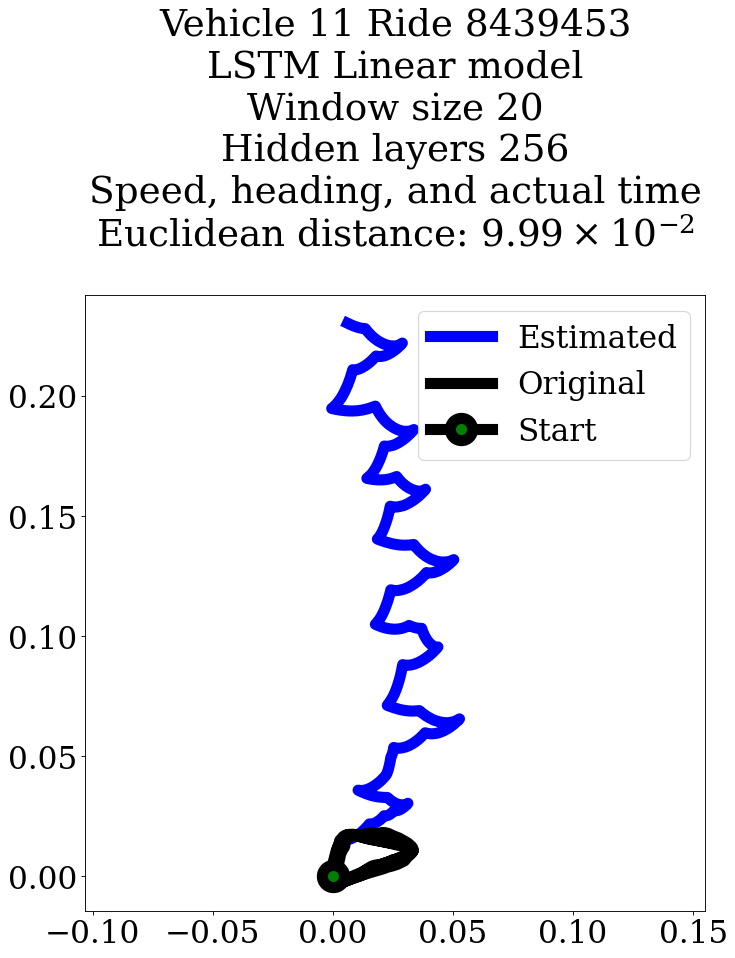 Vehicle 11 Ride 8439453
LSTM Linear model
Window size 20
Hidden layers 256
Speed, heading, and actual time
Euclidean distance: 9.99 × 10⁻²
Estimated
Original
Start
0.20
0.15
0.10
0.05
0.00
−0.10 −0.05 0.00 0.05 0.10 0.15